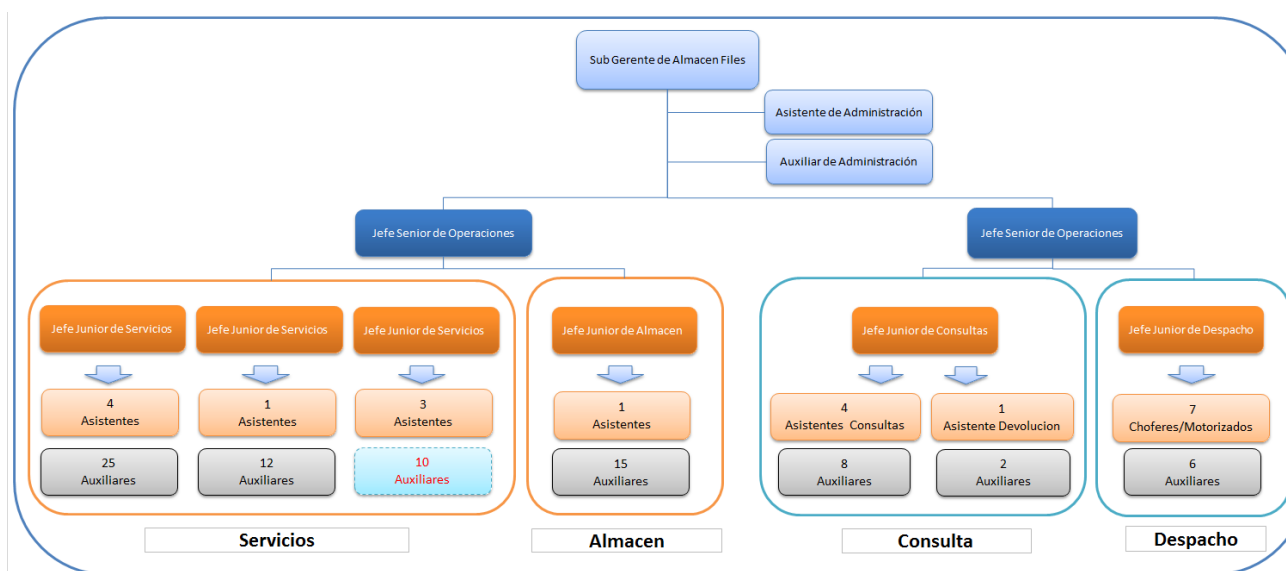 Sub Gerente de Almacen Files
Asistente de Administración
Auxiliar de Administración
Jefe Senior de Operaciones
Jefe Senior de Operaciones
Jefe Junior de Servicios
Jefe Junior de Servicios
Jefe Junior de Servicios
Jefe Junior de Almacen
Jefe Junior de Consultas
Jefe Junior de Despacho
4
Asistentes
1
Asistentes
3
Asistentes
1
Asistentes
4
Asistentes Consultas
1
Asistente Devolucion
7
Choferes/Motorizados
25
Auxiliares
12
Auxiliares
10
Auxiliares
15
Auxiliares
8
Auxiliares
2
Auxiliares
6
Auxiliares
Servicios
Almacen
Consulta
Despacho